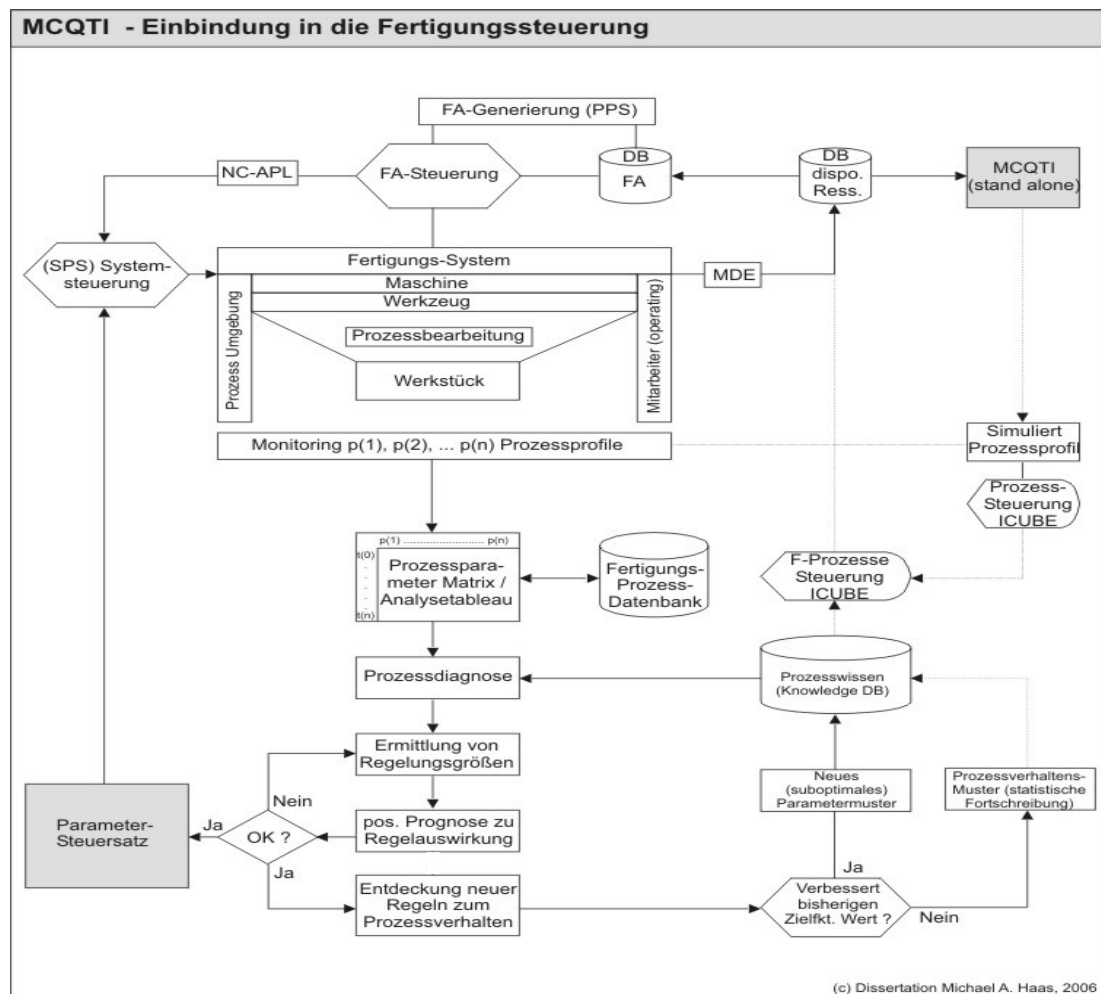 MCQTI - Einbindung in die Fertigungssteuerung
FA-Generierung (PPS)
NC-APL
FA-Steuerung
DB
FA
DB
dispo.
Ress.
MCQTI
(stand alone)
(SPS) System-
steuerung
Fertigungs-System
Maschine
Werkzeug
MDE
Prozess Umgebung
Prozessbearbeitung
Werkstück
Mitarbeiter (operating)
Monitoring p(1), p(2), ... p(n) Prozessprofile
Simuliert
Prozessprofil
Prozess-
Steuerung
ICUBE
p(1) .......................... p(n)
t(0)
.
.
.
.
t(n)
Prozesspara-
meter Matrix /
Analysetableau
Fertigungs-
Prozess-
Datenbank
F-Prozesse
Steuerung
ICUBE
Prozessdiagnose
Prozesswissen
(Knowledge DB)
Ermittlung von
Regelungsgrößen
Nein
Neues
(suboptimales)
Parametermuster
Prozessverhaltens-
Muster (statistische
Fortschreibung)
Parameter-
Steuersatz
Ja
OK ?
pos. Prognose zu
Regelauswirkung
Ja
Ja
Entdeckung neuer
Regeln zum
Prozessverhalten
Verbessert
bisherigen
Zielfkt. Wert ?
Nein
(c) Dissertation Michael A. Haas, 2006